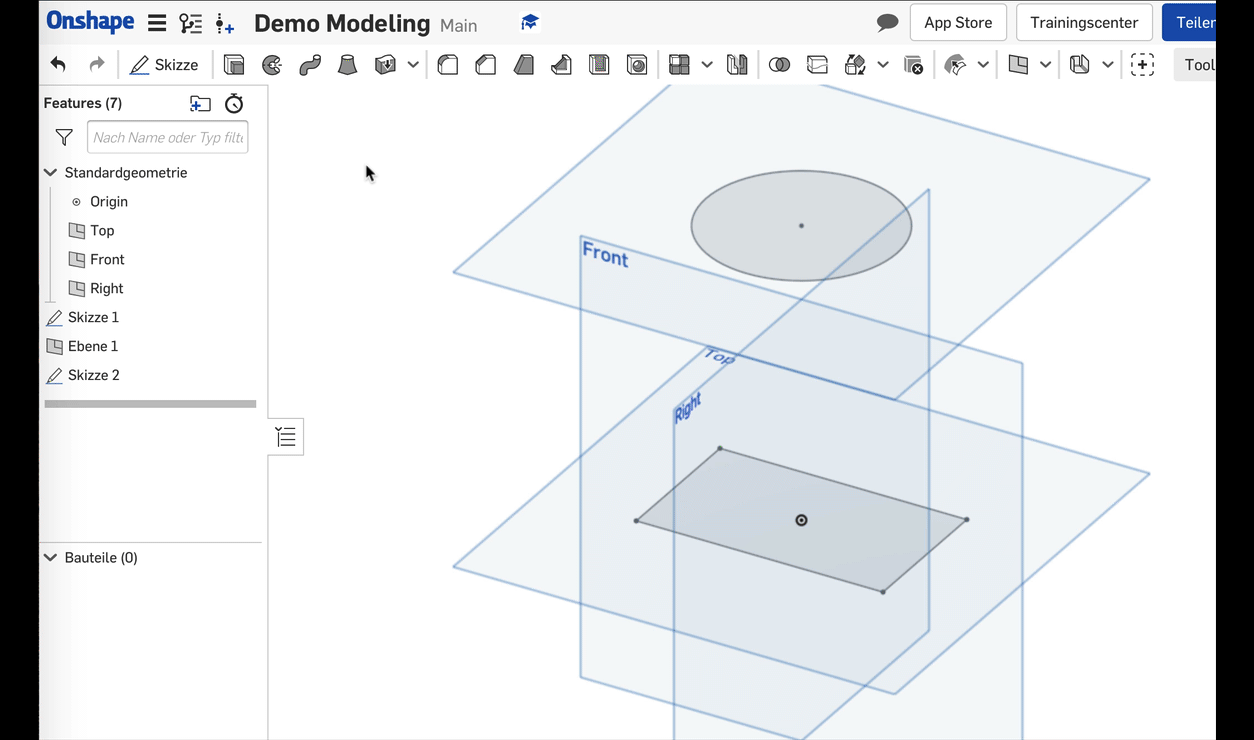 Onshape Demo Modeling Main App Store Trainingscenter Teiler
Skizze Tool
Features (7)
Nach Name oder Typ filte
Standardgeometrie
Origin
Top
Front
Right
Skizze 1
Ebene 1
Skizze 2
Bauteile (0)
Front
Top
Right